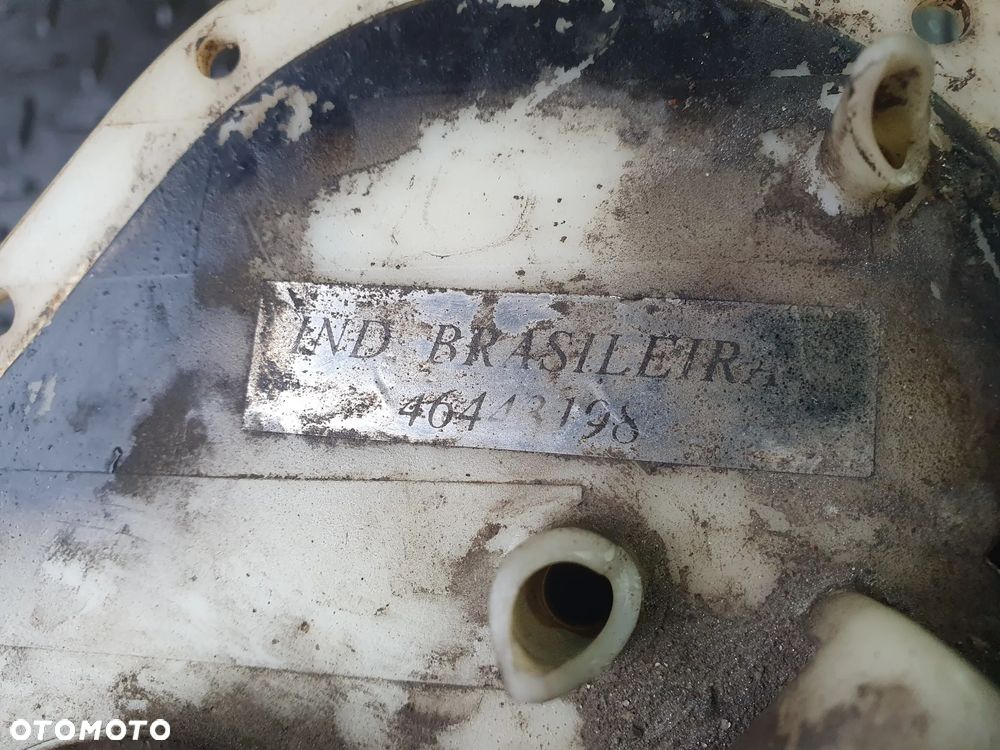 IND BRASILEIRA
46443198
OTOMOTO